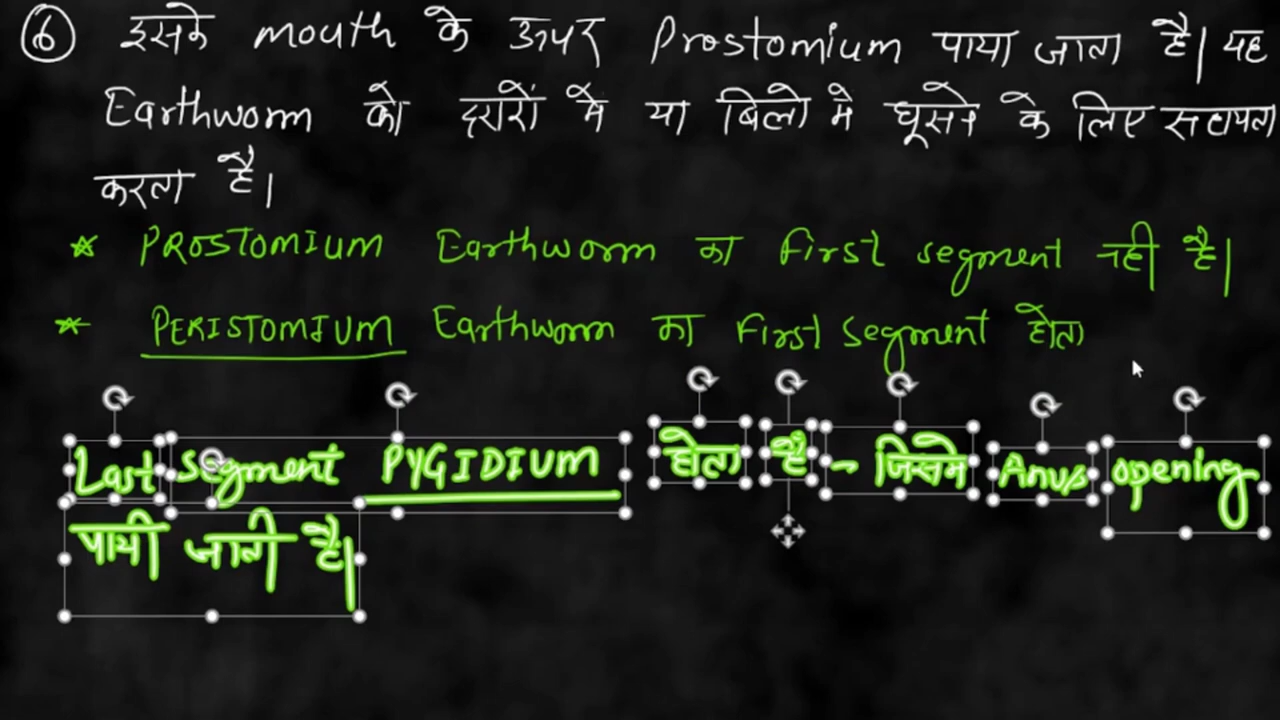 ⑥ इसके mouth के ऊपर Prostomium पाया जाता है। यह
Earthworm को दरारों में या बिलो मे घूसने के लिए सहायता
करता है।
* PROSTOMIUM Earthworm का first segment नही है।
* PERISTOMIUM Earthworm का first segment होता
Last segment PYGIDIUM होता है - जिसमे Anus opening
पायी जाती है।